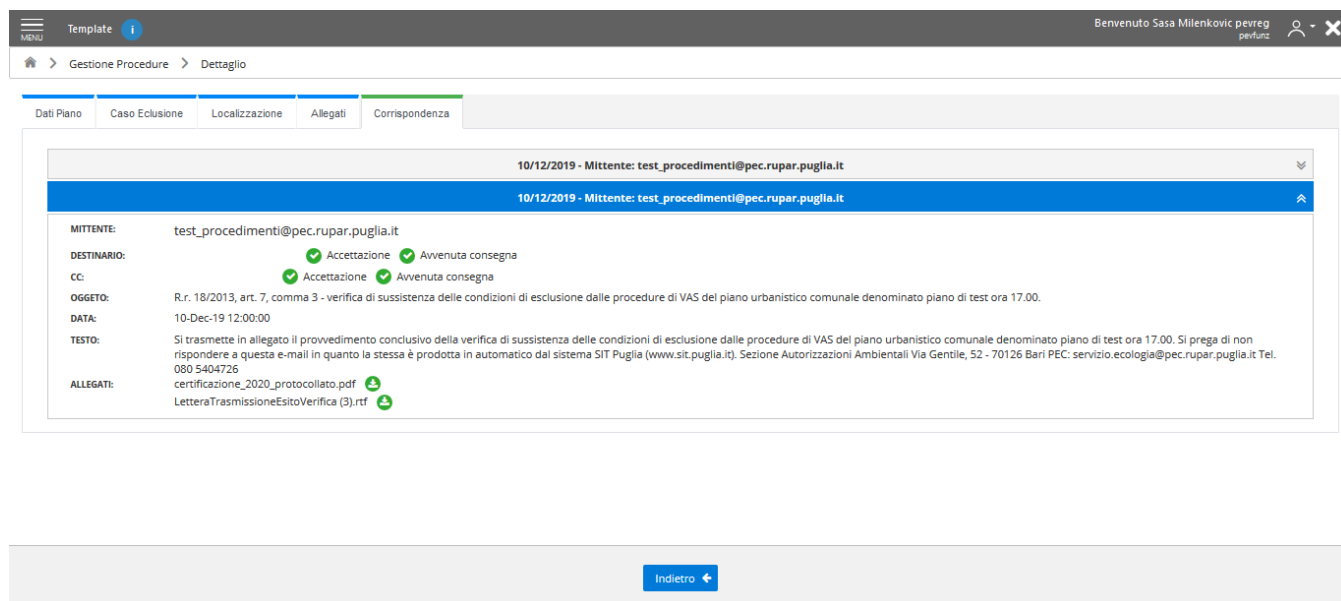 MENU
Template i
Benvenuto Sasa Milenkovic pevreg
pevfunz
Gestione Procedure > Dettaglio
Dati Piano
Caso Eclusione
Localizzazione
Allegati
Corrispondenza
10/12/2019 - Mittente: test_procedimenti@pec.rupar.puglia.it
10/12/2019 - Mittente: test_procedimenti@pec.rupar.puglia.it
MITTENTE: test_procedimenti@pec.rupar.puglia.it
DESTINARIO: Accettazione Avvenuta consegna
CC: Accettazione Avvenuta consegna
OGGETO: R.r. 18/2013, art. 7, comma 3 - verifica di sussistenza delle condizioni di esclusione dalle procedure di VAS del piano urbanistico comunale denominato piano di test ora 17.00.
DATA: 10-Dec-19 12:00:00
TESTO: Si trasmette in allegato il provvedimento conclusivo della verifica di sussistenza delle condizioni di esclusione dalle procedure di VAS del piano urbanistico comunale denominato piano di test ora 17.00. Si prega di non
rispondere a questa e-mail in quanto la stessa è prodotta in automatico dal sistema SIT Puglia (www.sit.puglia.it). Sezione Autorizzazioni Ambientali Via Gentile, 52 - 70126 Bari PEC: servizio.ecologia@pec.rupar.puglia.it Tel.
080 5404726
ALLEGATI: certificazione_2020_protocollato.pdf
LetteraTrasmissioneEsitoVerifica (3).rtf
Indietro